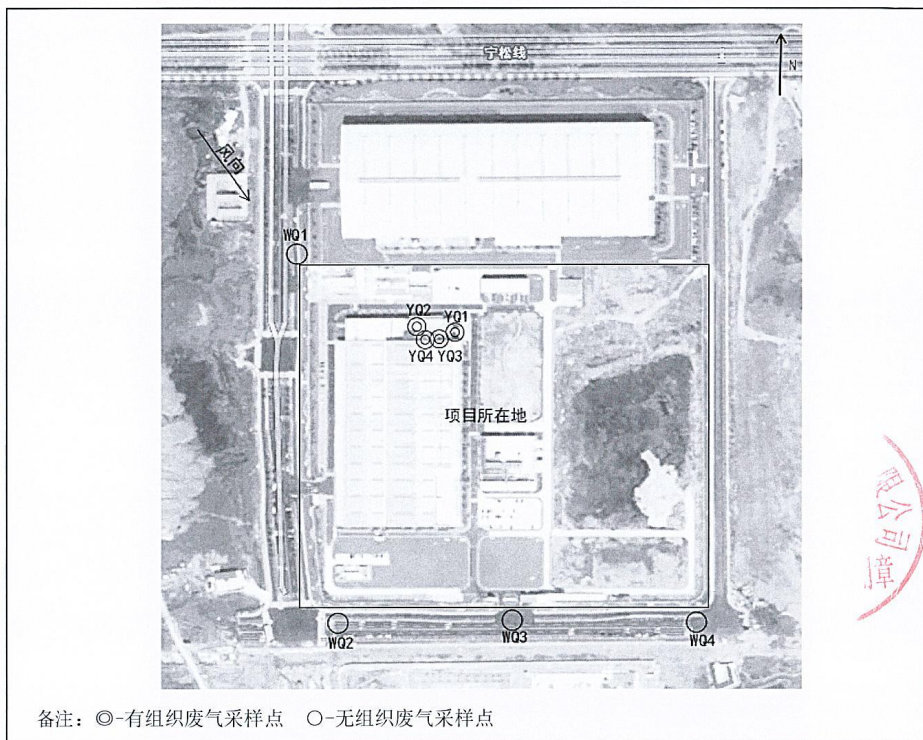 宁松线
N
风向
WQ1
YQ2
YQ1
YQ4
YQ3
项目所在地
限公司
章
WQ2
WQ3
WQ4
备注：◎-有组织废气采样点 ○-无组织废气采样点